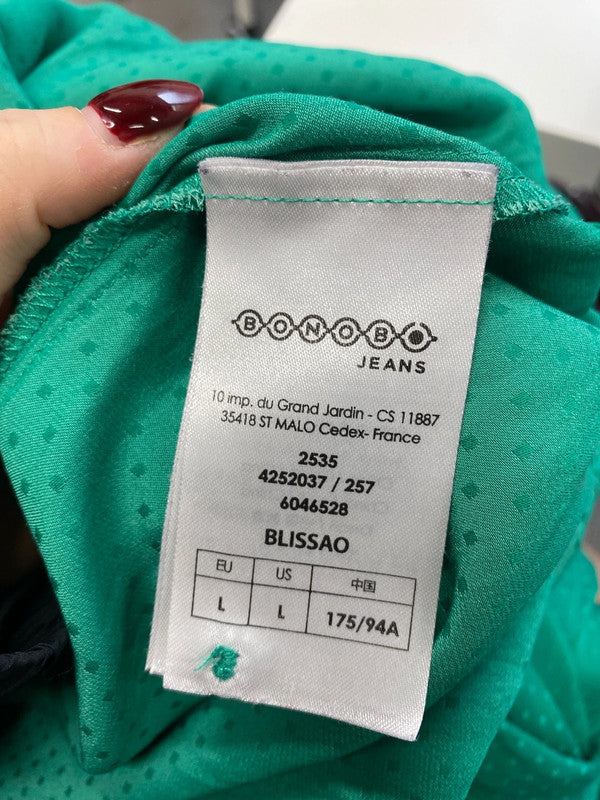 BONOBO
JEANS
10 imp. du Grand Jardin - CS 11887
35418 ST MALO Cedex- France
2535
4252037 / 257
6046528
BLISSAO
EU US 中国
L L 175/94A